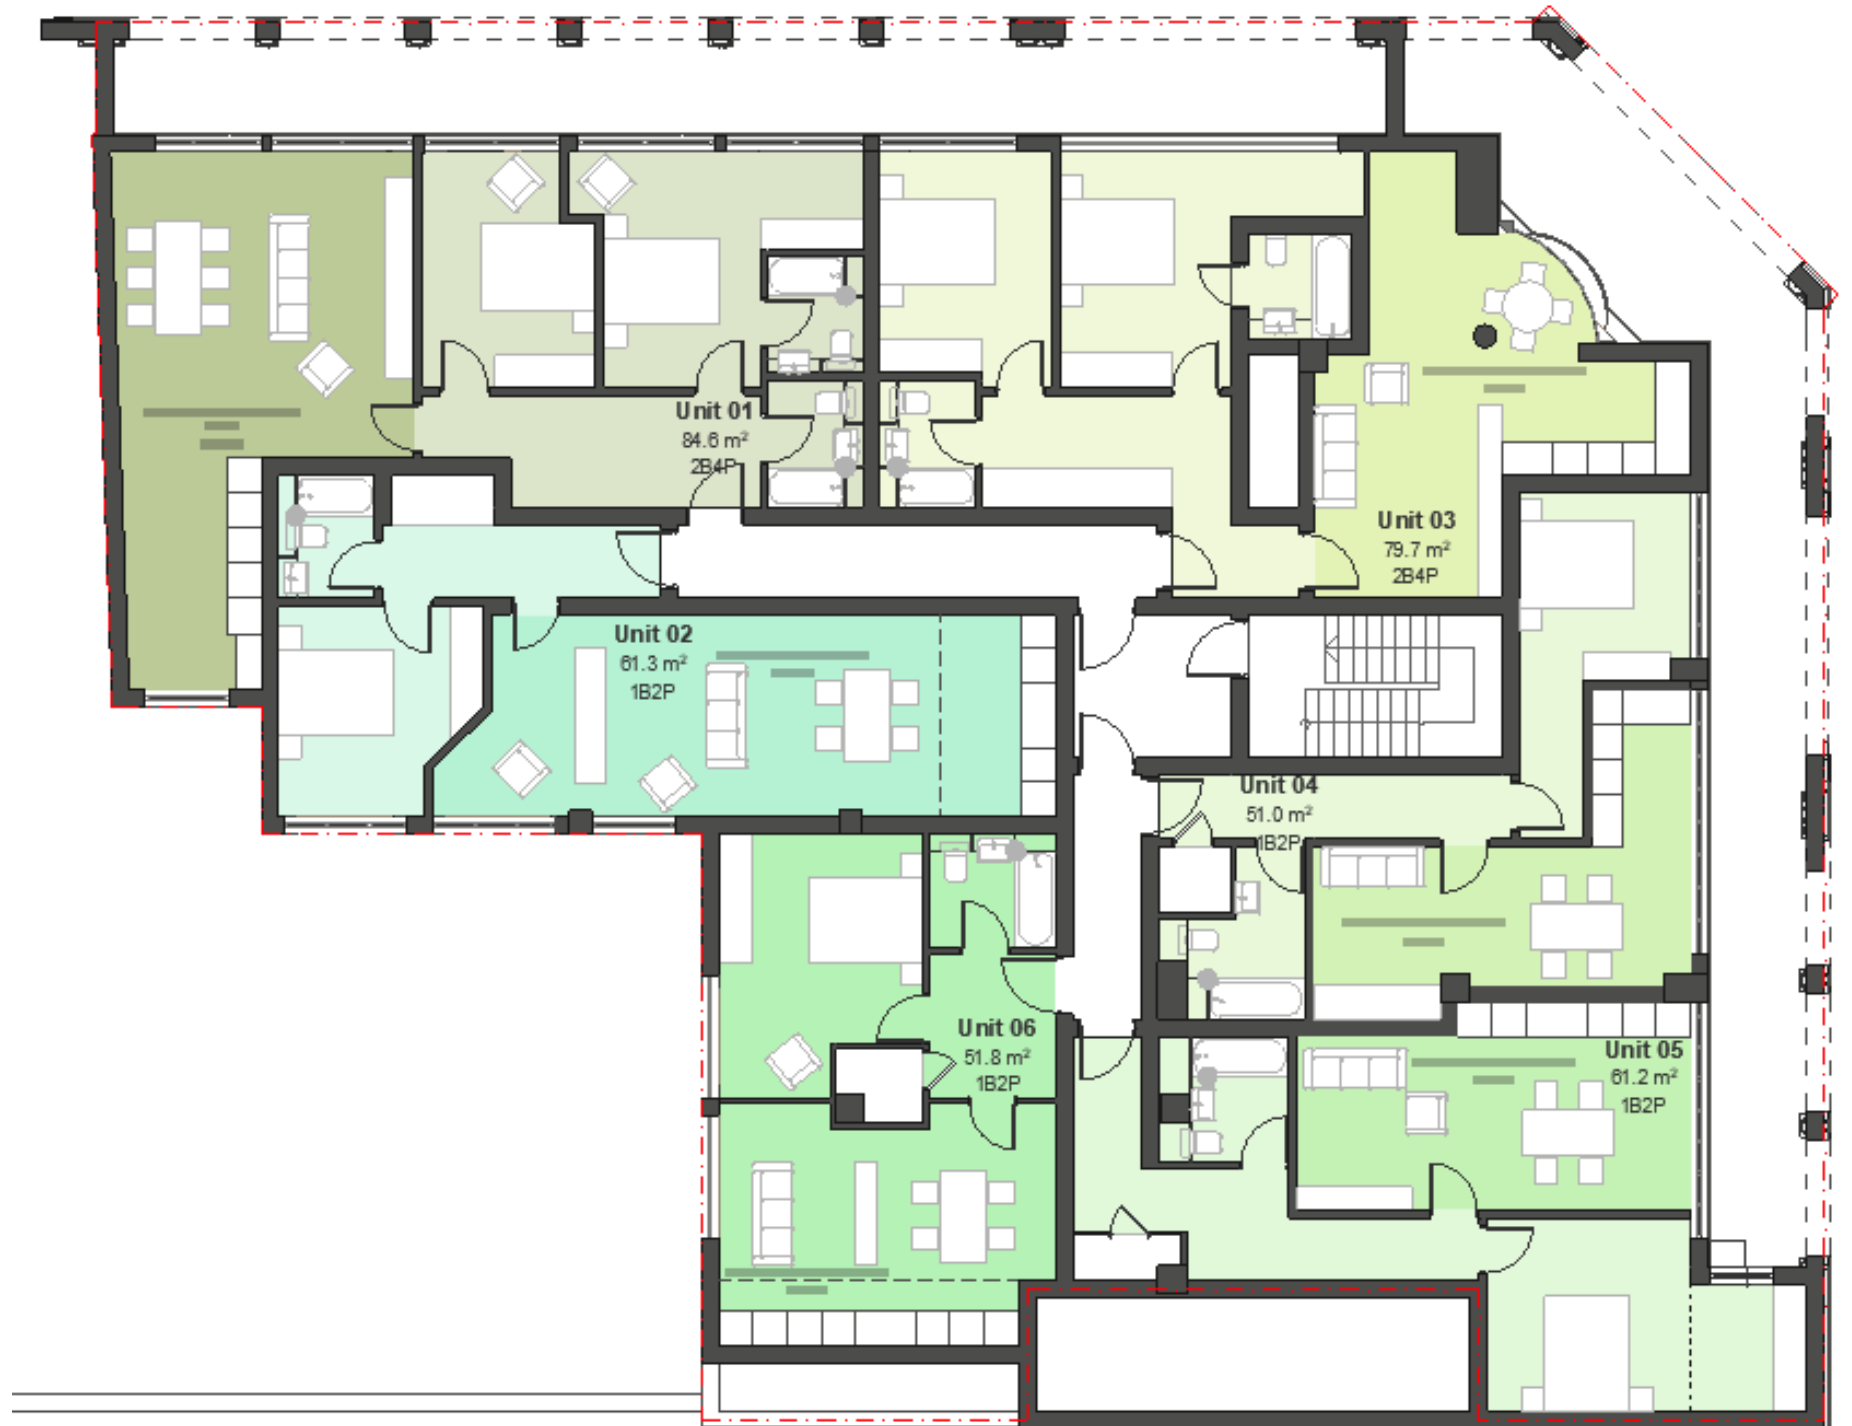 Unit 01
84.6 m²
2B4P
Unit 03
79.7 m²
2B4P
Unit 02
61.3 m²
1B2P
Unit 04
51.0 m²
1B2P
Unit 06
51.8 m²
1B2P
Unit 05
61.2 m²
1B2P